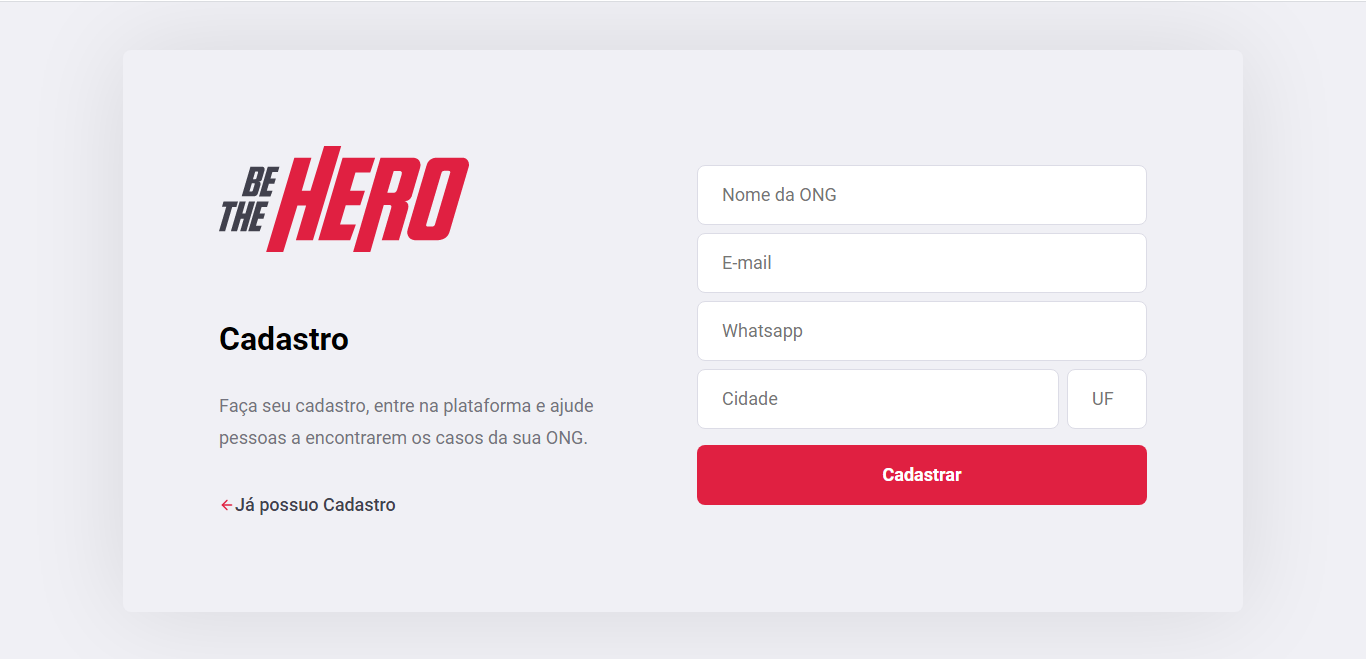 BE
THE
HERO
Cadastro
Faça seu cadastro, entre na plataforma e ajude
pessoas a encontrarem os casos da sua ONG.
Já possuo Cadastro
Nome da ONG
E-mail
Whatsapp
Cidade
UF
Cadastrar